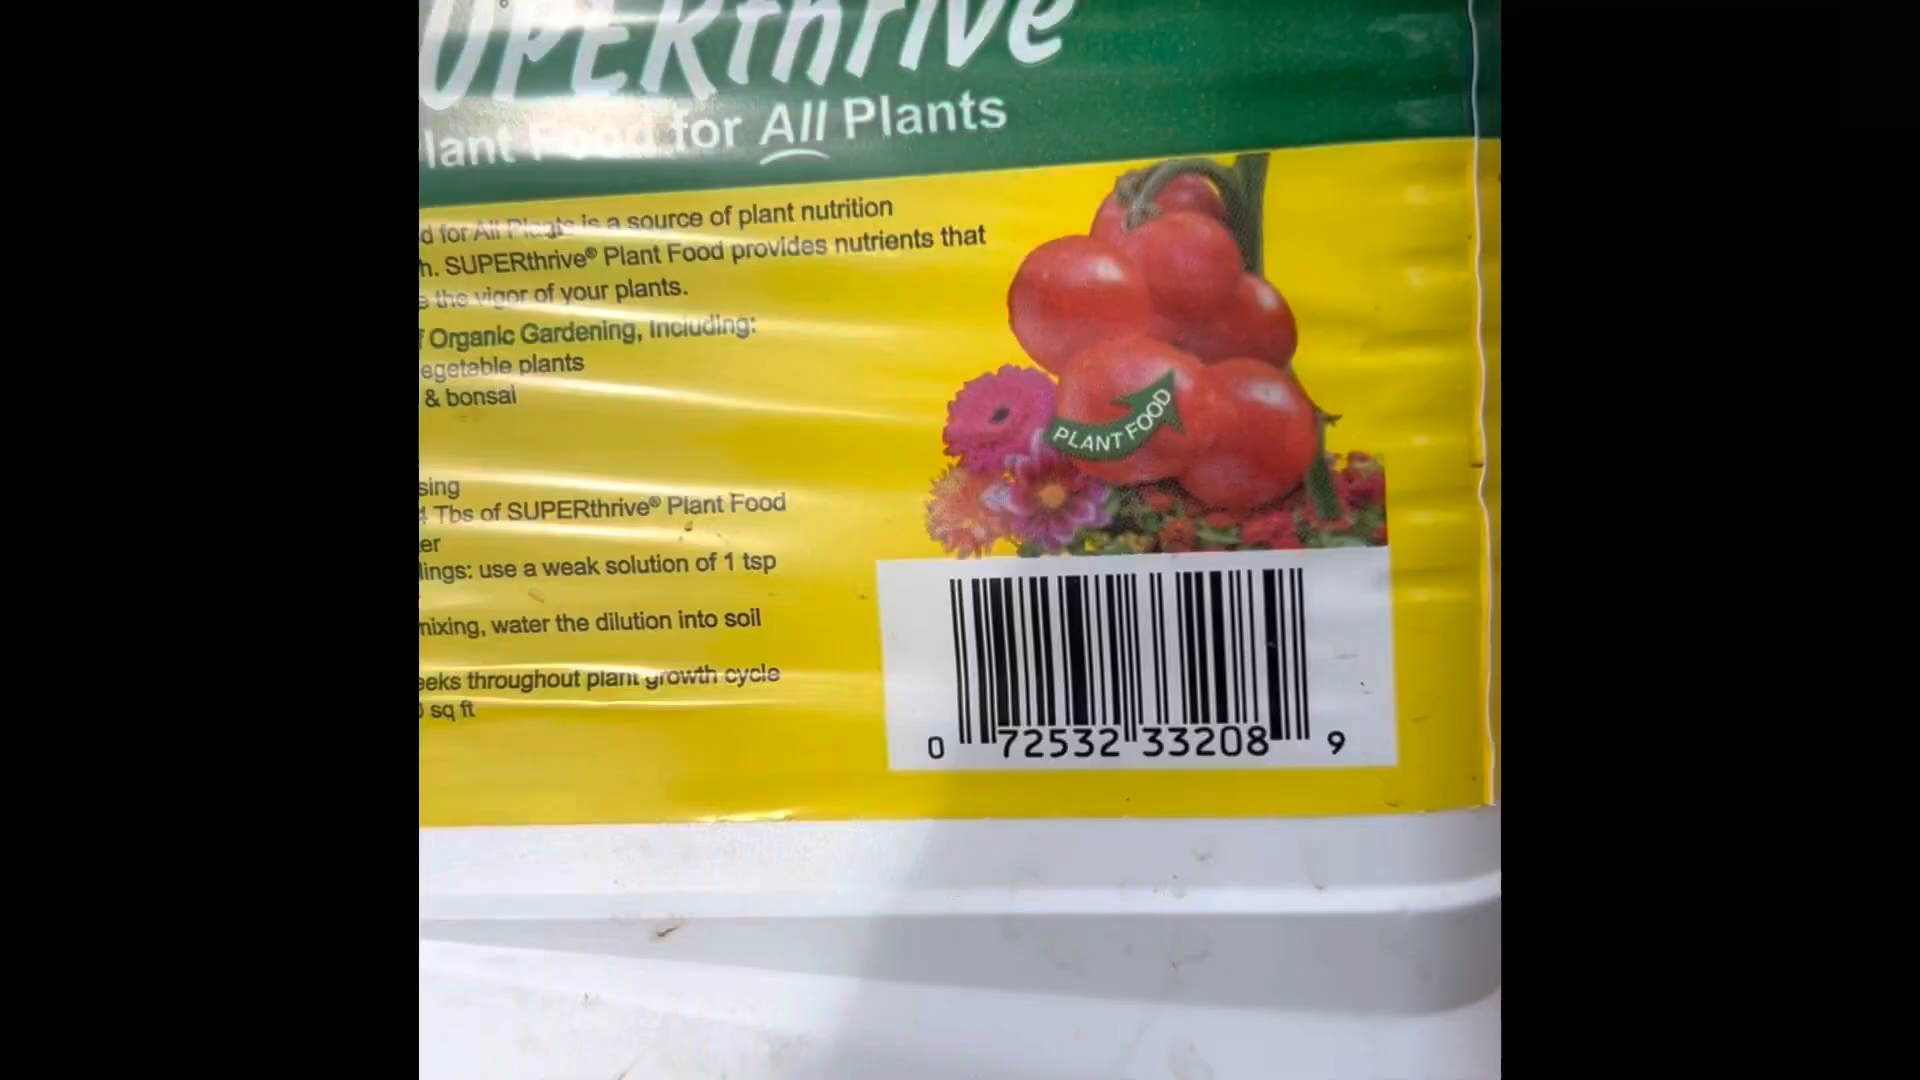 UPERthrive
lant Food for All Plants
d for All Plants is a source of plant nutrition
h. SUPERthrive® Plant Food provides nutrients that
e the vigor of your plants.
f Organic Gardening, Including:
egetable plants
& bonsai
PLANT FOOD
sing
4 Tbs of SUPERthrive® Plant Food
er
lings: use a weak solution of 1 tsp
mixing, water the dilution into soil
eeks throughout plant growth cycle
0 sq ft
0 72532 33208 9